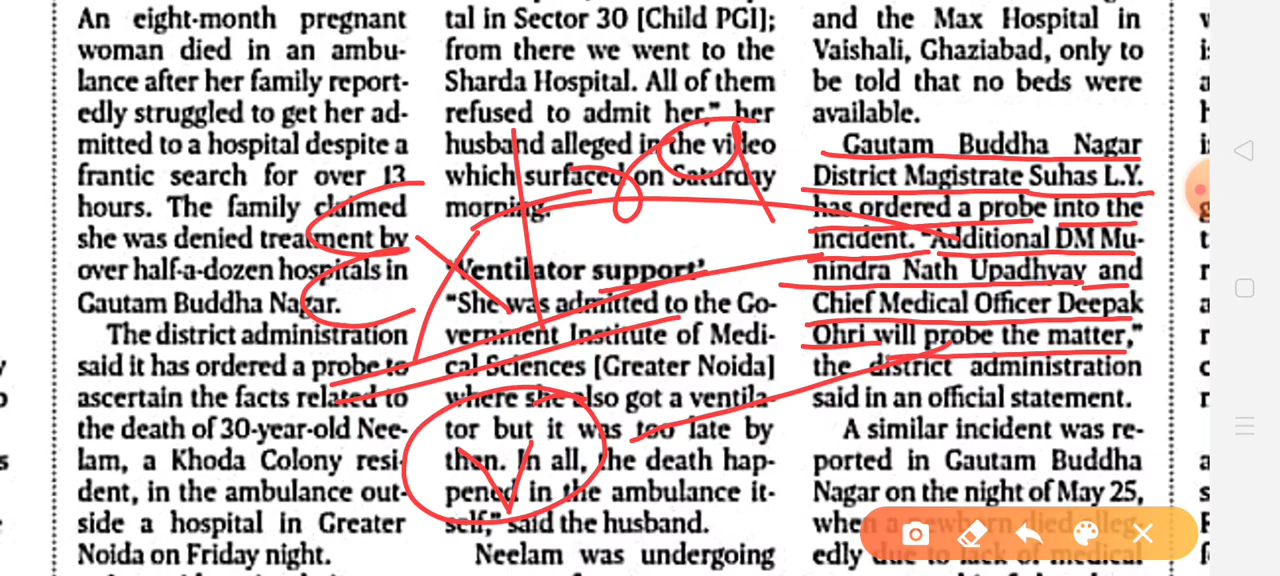 An eight-month pregnant
woman died in an ambu-
lance after her family report-
edly struggled to get her ad-
mitted to a hospital despite a
frantic search for over 13
hours. The family claimed
she was denied treatment by
over half-a-dozen hospitals in
Gautam Buddha Nagar.
The district administration
said it has ordered a probe to
ascertain the facts related to
the death of 30-year-old Nee-
lam, a Khoda Colony resi-
dent, in the ambulance out-
side a hospital in Greater
Noida on Friday night.
tal in Sector 30 [Child PGI];
from there we went to the
Sharda Hospital. All of them
refused to admit her,” her
husband alleged in the video
which surfaced on Saturday
morning.
‘Ventilator support’
“She was admitted to the Go-
vernment Institute of Medi-
cal Sciences [Greater Noida]
where she also got a ventila-
tor but it was too late by
then. In all, the death hap-
pened in the ambulance it-
self,” said the husband.
Neelam was undergoing
and the Max Hospital in
Vaishali, Ghaziabad, only to
be told that no beds were
available.
Gautam Buddha Nagar
District Magistrate Suhas L.Y.
has ordered a probe into the
incident. “Additional DM Mu-
nindra Nath Upadhyay and
Chief Medical Officer Deepak
Ohri will probe the matter,”
the district administration
said in an official statement.
A similar incident was re-
ported in Gautam Buddha
Nagar on the night of May 25,
when a newborn died alleg-
edly due to lack of medical